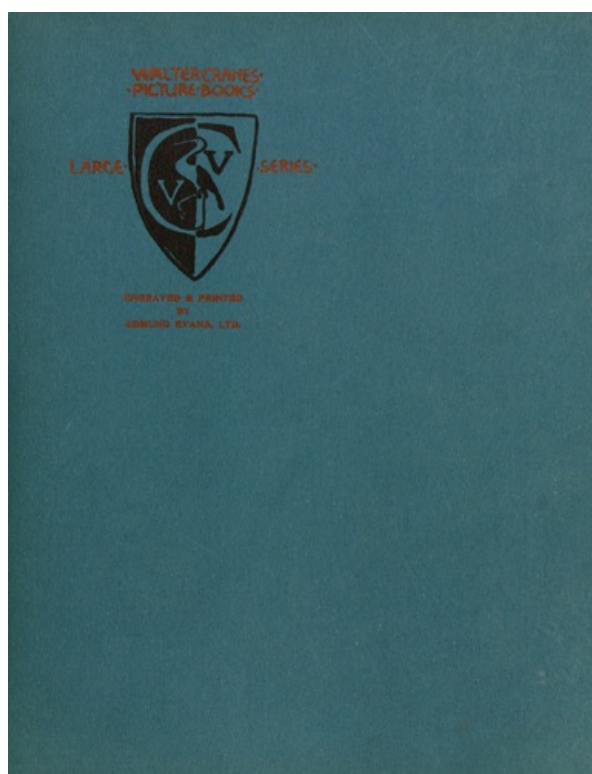 WALTER CRANE'S·
·PICTURE·BOOKS·
LARGE· ·SERIES·
ENGRAVED & PRINTED
BY
EDMUND EVANS, LTD.